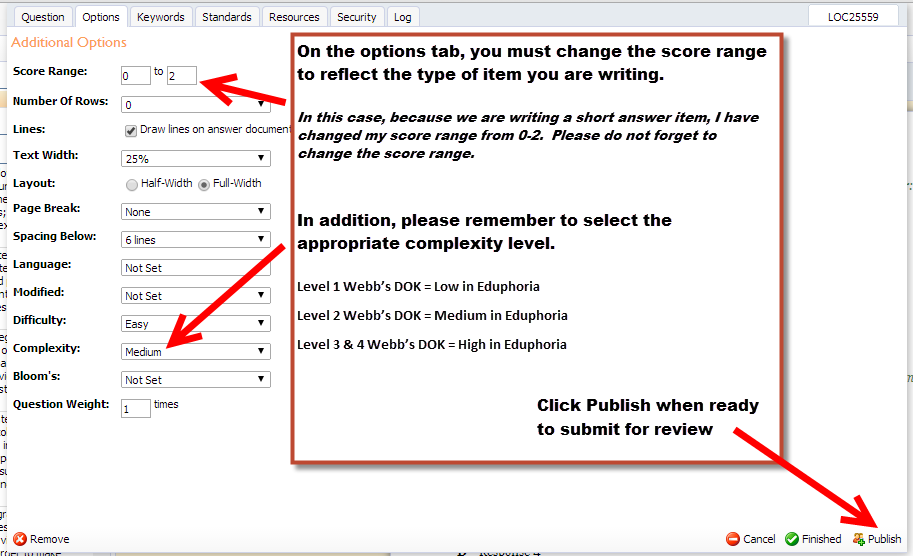 Question Options Keywords Standards Resources Security Log LOC25559
Additional Options
Score Range: 0 to 2
Number Of Rows: 0
Lines: Draw lines on answer document
Text Width: 25%
Layout: Half-Width Full-Width
Page Break: None
Spacing Below: 6 lines
Language: Not Set
Modified: Not Set
Difficulty: Easy
Complexity: Medium
Bloom's: Not Set
Question Weight: 1 times
On the options tab, you must change the score range
to reflect the type of item you are writing.
In this case, because we are writing a short answer item, I have
changed my score range from 0-2. Please do not forget to
change the score range.
In addition, please remember to select the
appropriate complexity level.
Level 1 Webb's DOK = Low in Eduphoria
Level 2 Webb's DOK = Medium in Eduphoria
Level 3 & 4 Webb's DOK = High in Eduphoria
Click Publish when ready
to submit for review
Remove Cancel Finished Publish